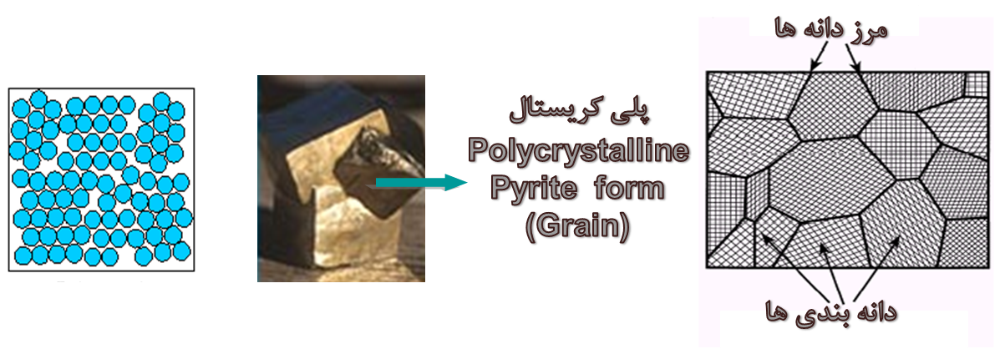 مرز دانه ها
پلی کریستال
Polycrystalline
Pyrite form
(Grain)
دانه بندی ها